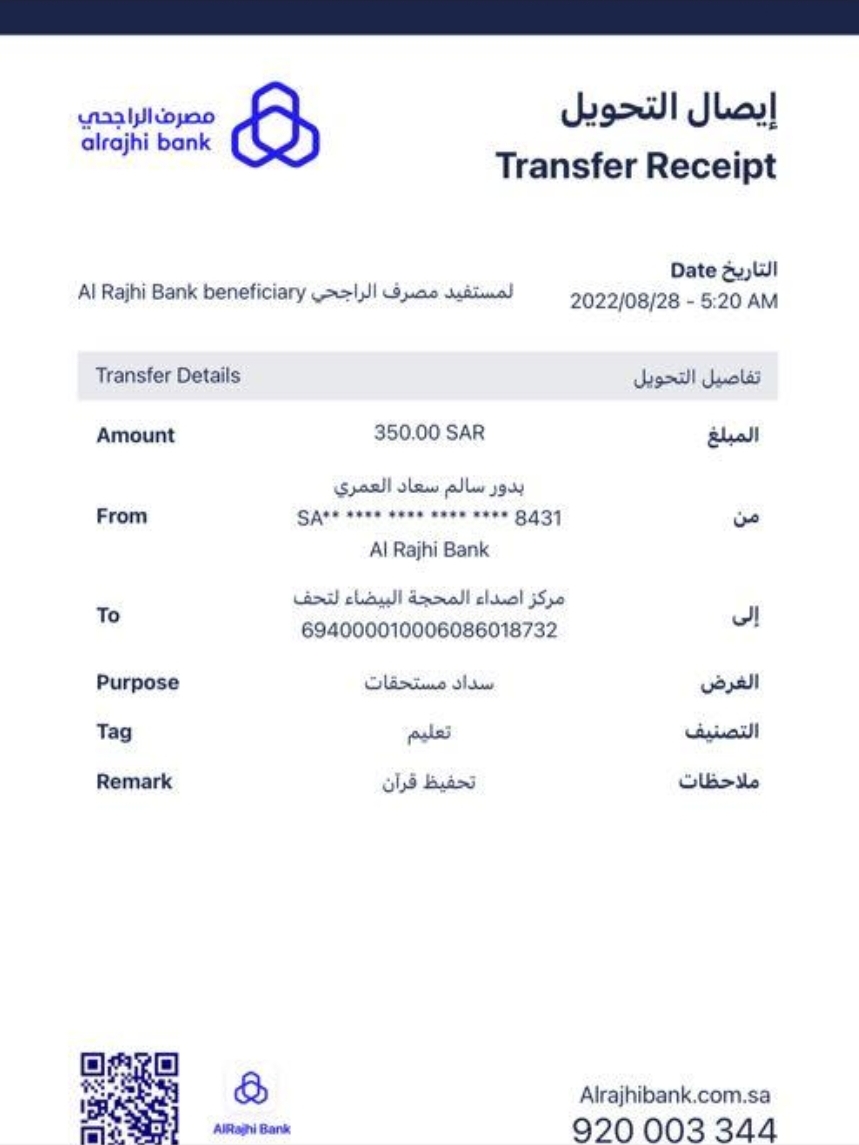 مصرف الراجحي
alrajhi bank
إيصال التحويل
Transfer Receipt
التاريخ Date
2022/08/28 - 5:20 AM
لمستفيد مصرف الراجحي Al Rajhi Bank beneficiary
Transfer Details تفاصيل التحويل
Amount 350.00 SAR المبلغ
بدور سالم سعاد العمري
From SA** **** **** **** **** 8431 من
Al Rajhi Bank
مركز اصداء المحجة البيضاء لتحف
To 694000010006086018732 إلى
Purpose سداد مستحقات الغرض
Tag تعليم التصنيف
Remark تحفيظ قرآن ملاحظات
AlRajhi Bank
Alrajhibank.com.sa
920 003 344